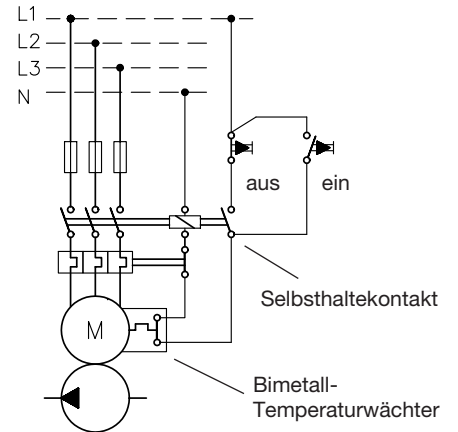 L1
L2
L3
N
aus ein
Selbsthaltekontakt
M
Bimetall-
Temperaturwächter